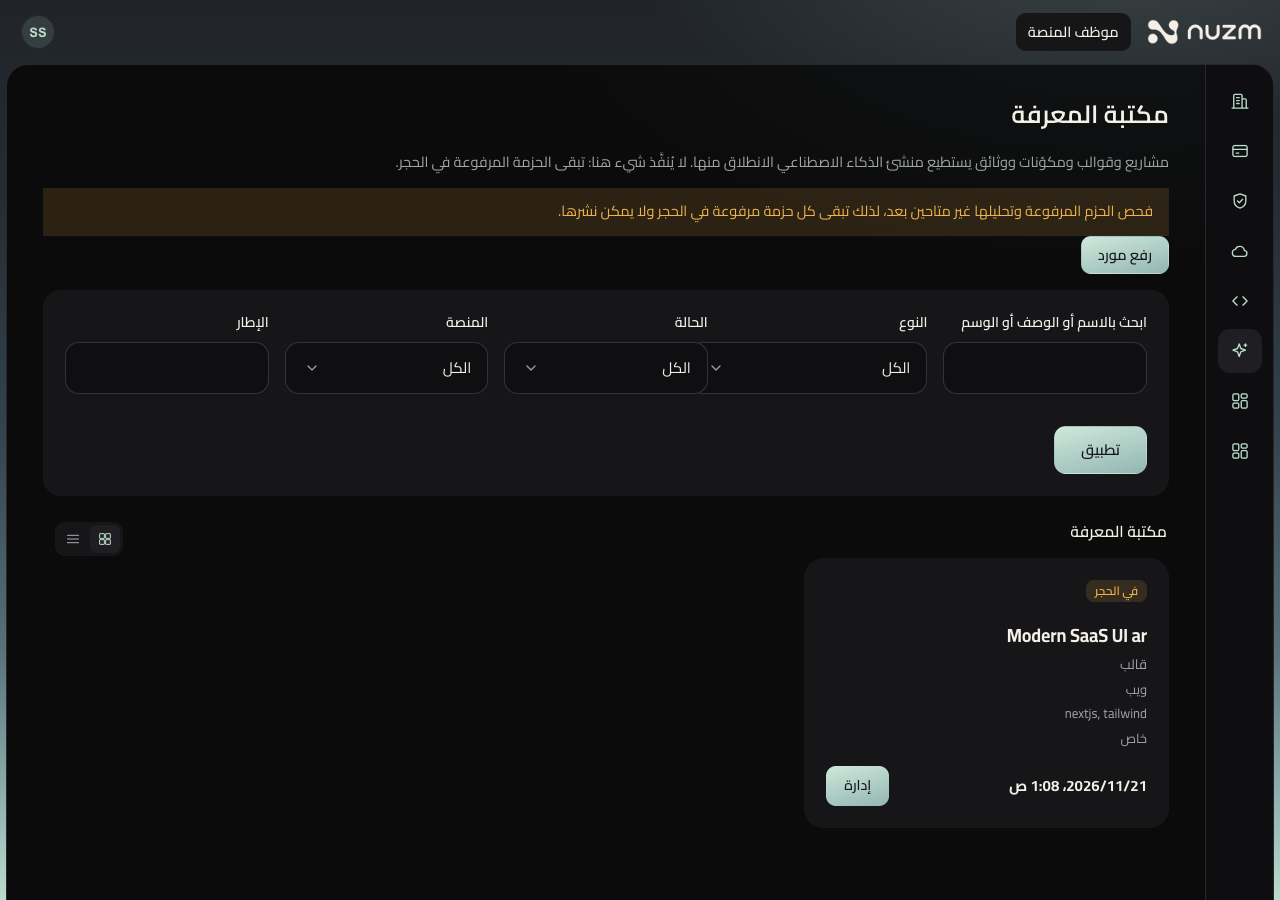 nuzm
موظف المنصة
SS
مكتبة المعرفة
مشاريع وقوالب ومكوّنات ووثائق يستطيع منشئ الذكاء الاصطناعي الانطلاق منها. لا يُنفَّذ شيء هنا: تبقى الحزمة المرفوعة في الحجر.
فحص الحزم المرفوعة وتحليلها غير متاحين بعد، لذلك تبقى كل حزمة مرفوعة في الحجر ولا يمكن نشرها.
رفع مورد
ابحث بالاسم أو الوصف أو الوسم
النوع
الحالة
المنصة
الإطار
الكل
الكل
الكل
تطبيق
مكتبة المعرفة
في الحجر
Modern SaaS UI ar
قالب
ويب
nextjs, tailwind
خاص
2026/11/21، 1:08 ص
إدارة